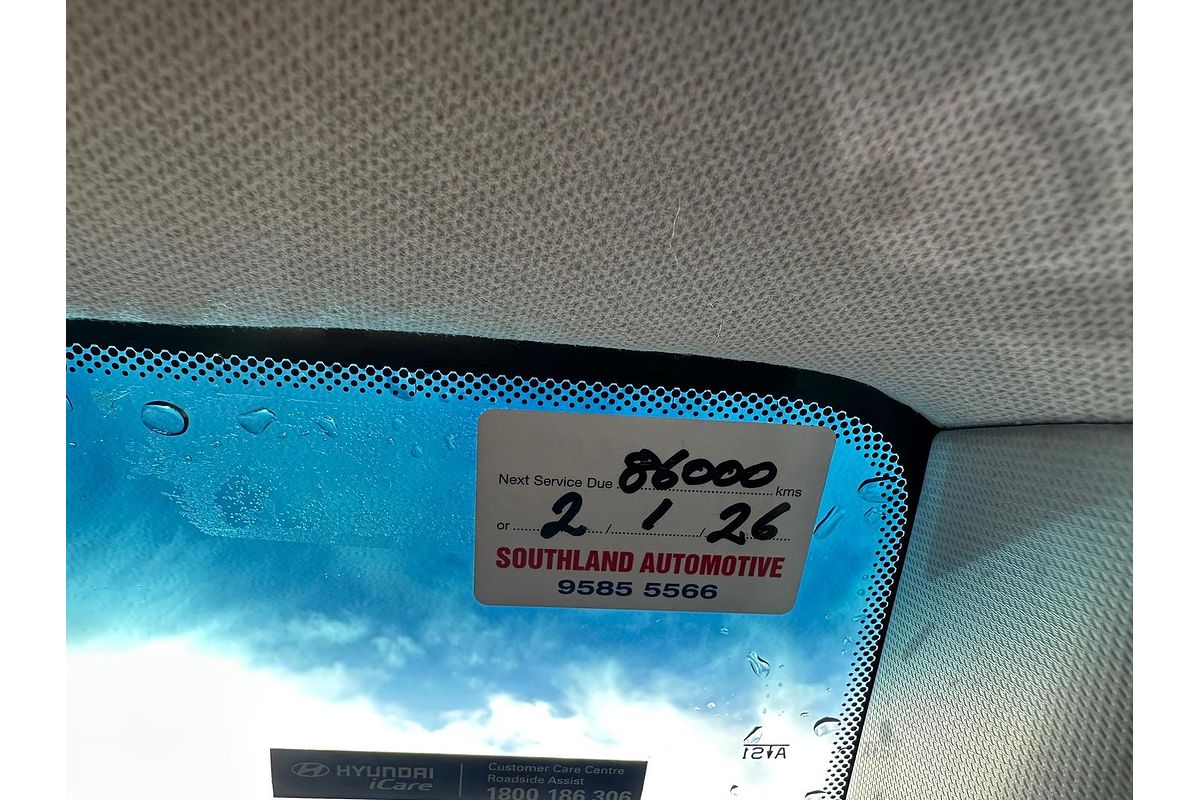 Next Service Due 86000 kms
or 2 / 1 / 26
SOUTHLAND AUTOMOTIVE
9585 5566
HYUNDAI
iCare
Customer Care Centre
Roadside Assist
1800 186 306